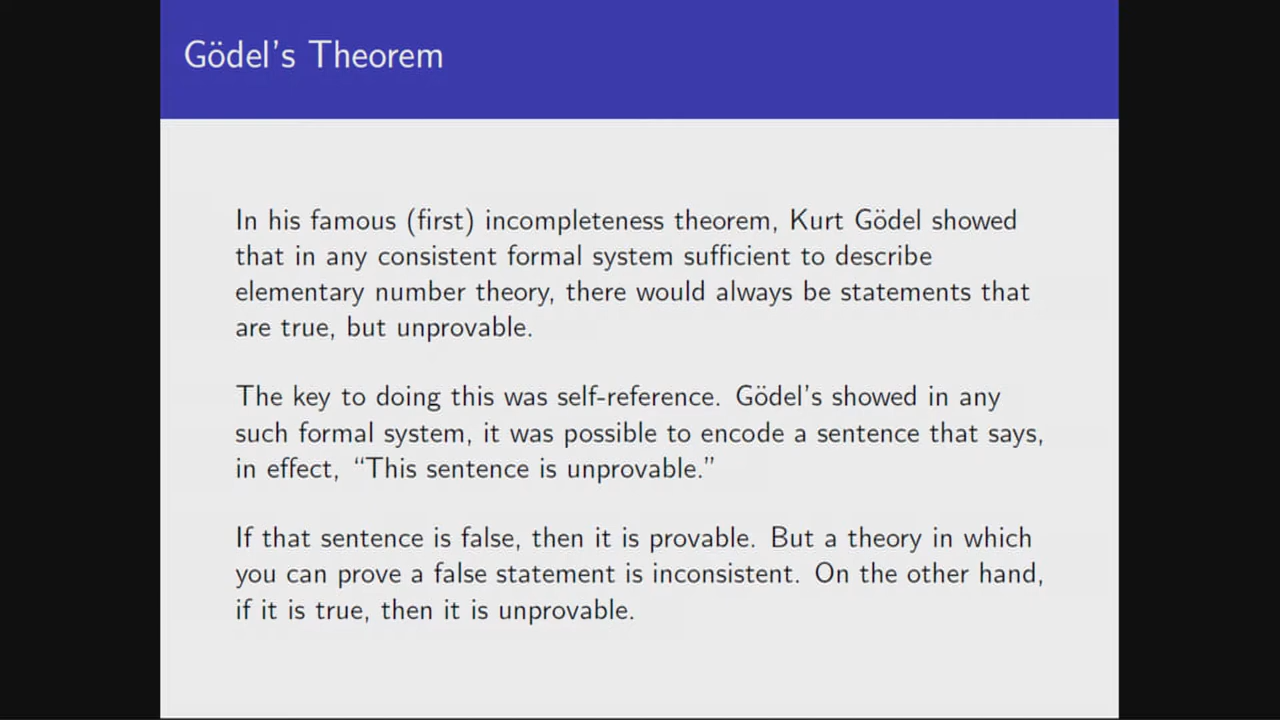 Gödel's Theorem
In his famous (first) incompleteness theorem, Kurt Gödel showed
that in any consistent formal system sufficient to describe
elementary number theory, there would always be statements that
are true, but unprovable.
The key to doing this was self-reference. Gödel's showed in any
such formal system, it was possible to encode a sentence that says,
in effect, “This sentence is unprovable.”
If that sentence is false, then it is provable. But a theory in which
you can prove a false statement is inconsistent. On the other hand,
if it is true, then it is unprovable.